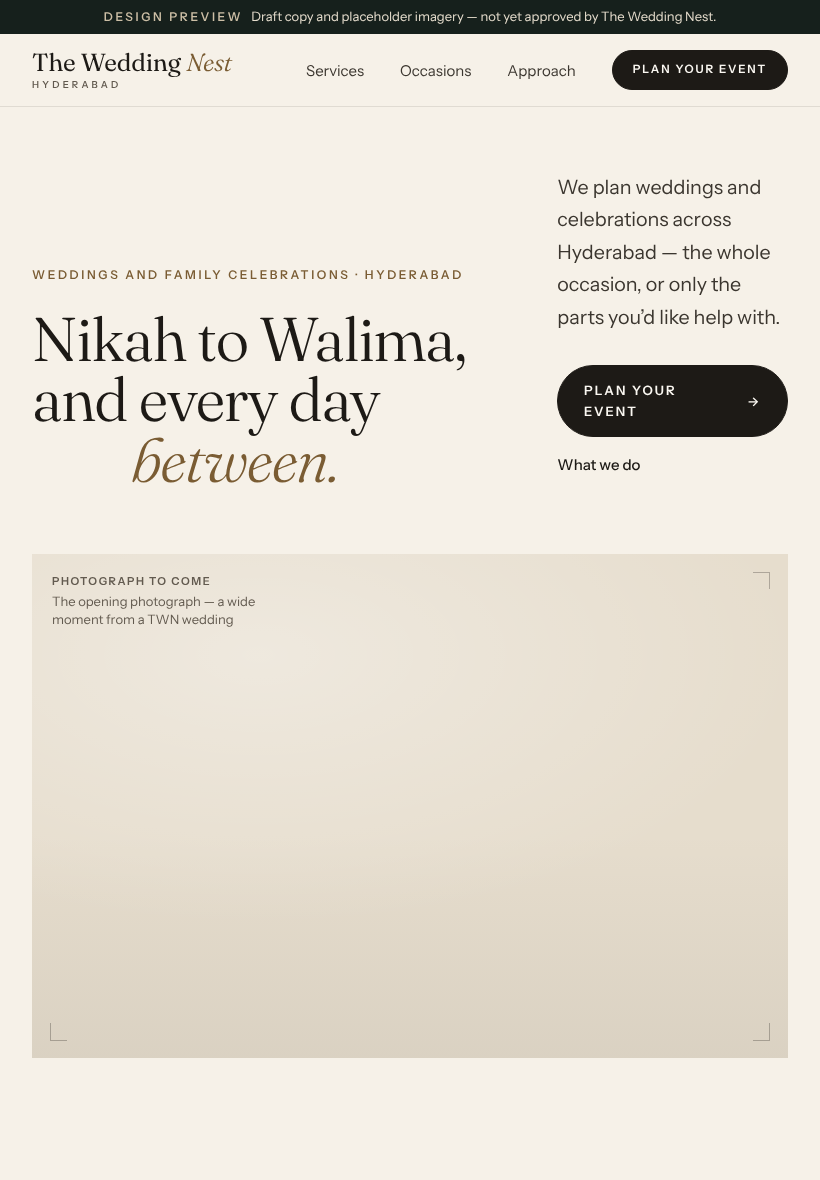 DESIGN PREVIEW Draft copy and placeholder imagery — not yet approved by The Wedding Nest.
The Wedding Nest
HYDERABAD
Services
Occasions
Approach
PLAN YOUR EVENT
WEDDINGS AND FAMILY CELEBRATIONS · HYDERABAD
Nikah to Walima,
and every day
between.
We plan weddings and
celebrations across
Hyderabad — the whole
occasion, or only the
parts you’d like help with.
PLAN YOUR
EVENT →
What we do
PHOTOGRAPH TO COME
The opening photograph — a wide
moment from a TWN wedding